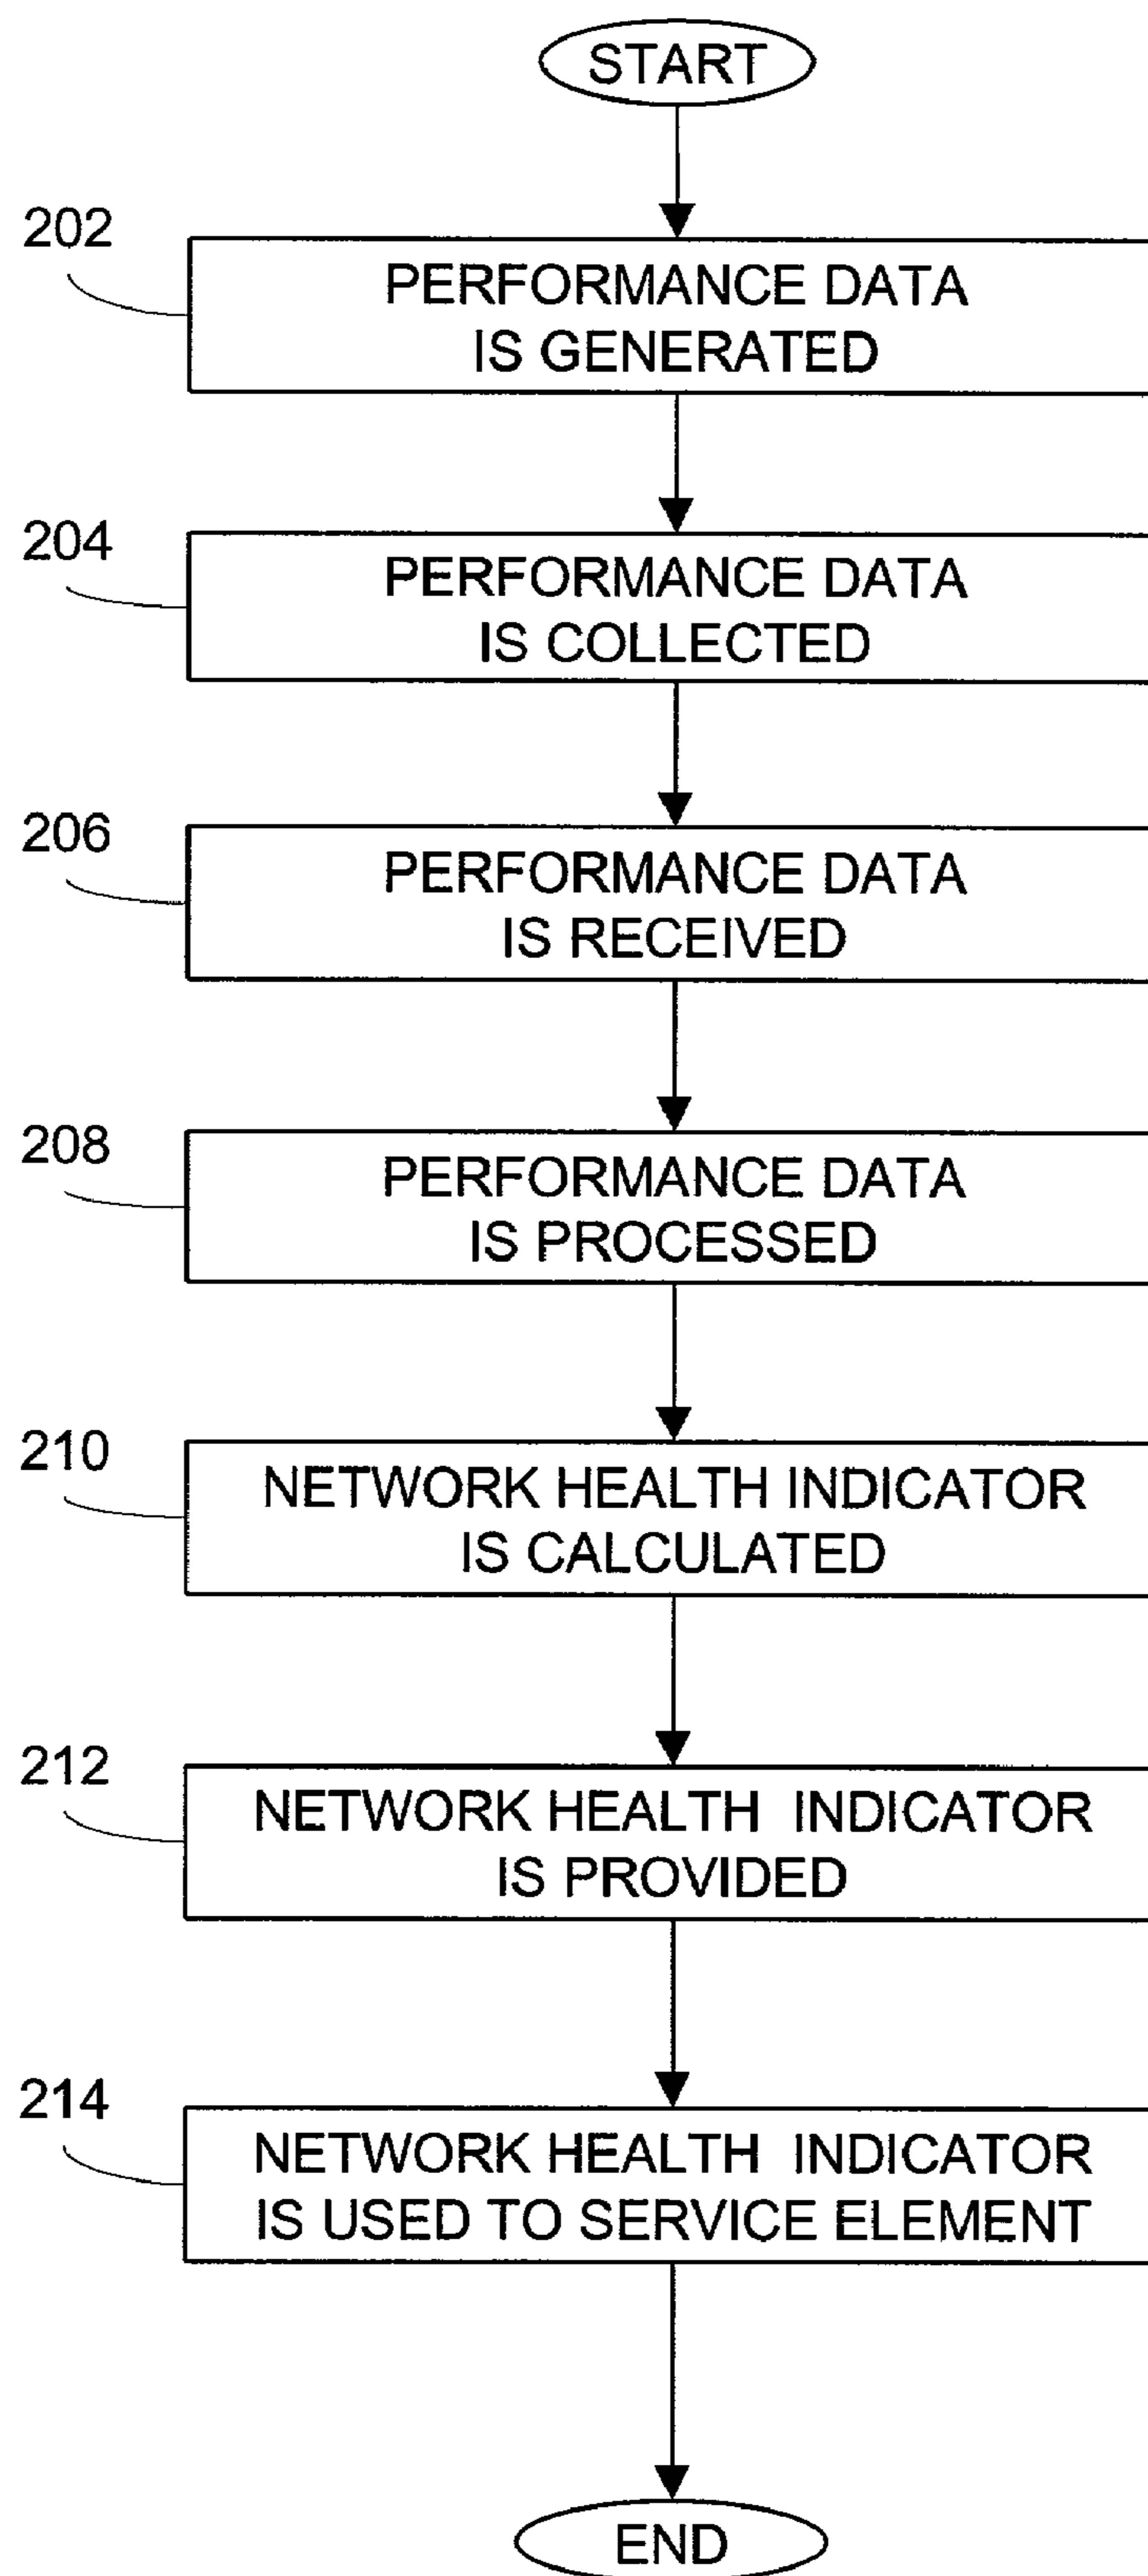 START
202
PERFORMANCE DATA
IS GENERATED
204
PERFORMANCE DATA
IS COLLECTED
206
PERFORMANCE DATA
IS RECEIVED
208
PERFORMANCE DATA
IS PROCESSED
210
NETWORK HEALTH INDICATOR
IS CALCULATED
212
NETWORK HEALTH INDICATOR
IS PROVIDED
214
NETWORK HEALTH INDICATOR
IS USED TO SERVICE ELEMENT
END